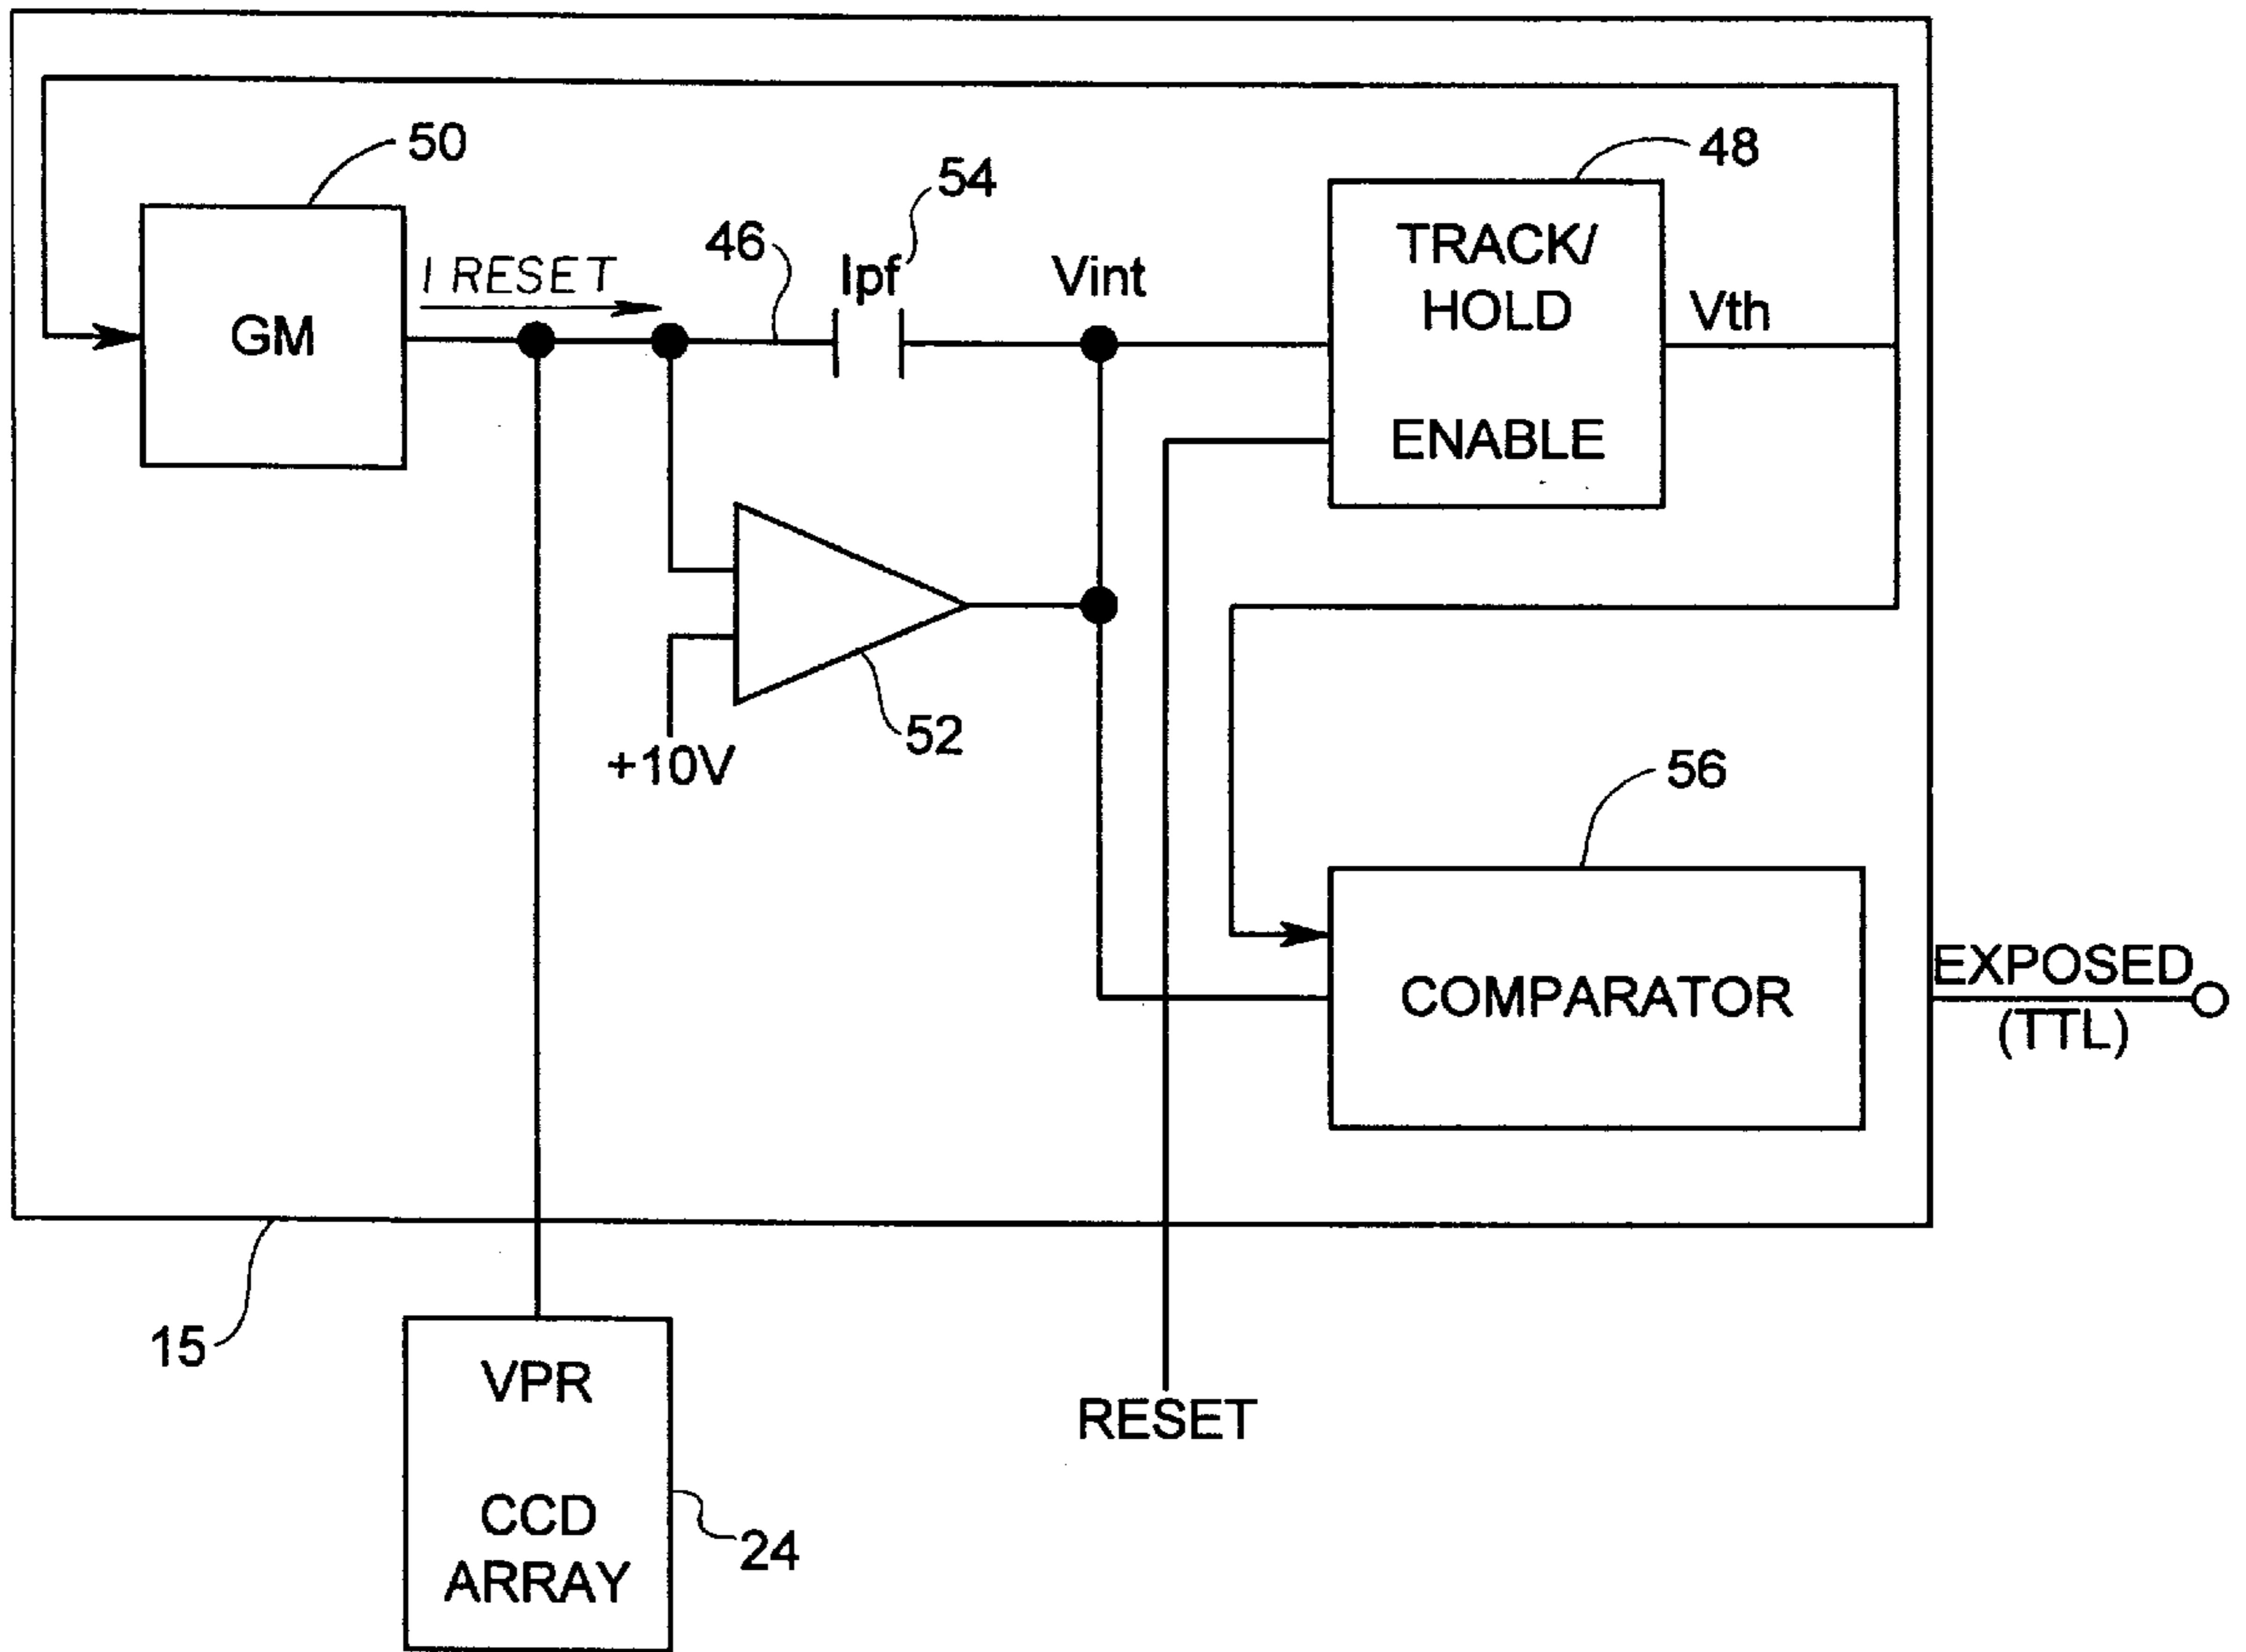 50
48
54
46
Ipf
Vint
I RESET
TRACK/
HOLD
Vth
GM
ENABLE
52
+10V
56
COMPARATOR
EXPOSED
(TTL)
15
VPR
CCD
ARRAY
24
RESET